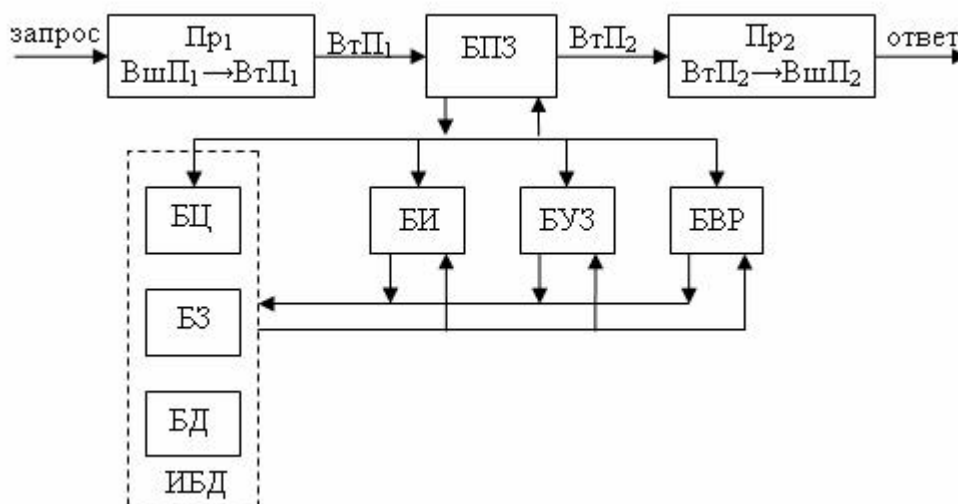 запрос
Пр₁
ВшП₁→ВтП₁
ВтП₁
БПЗ
ВтП₂
Пр₂
ВтП₂→ВшП₂
ответ
БЦ
БИ
БУЗ
БВР
БЗ
БД
ИБД